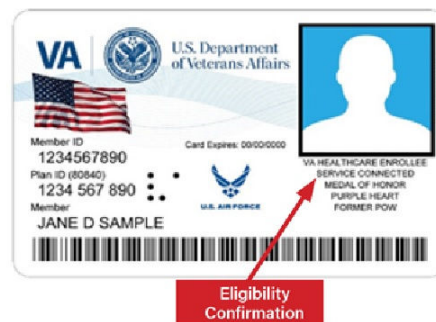 VA
U.S. Department
of Veterans Affairs
Member ID
1234567890
Card Expires: 00/00/0000
Plan ID (80840)
1234 567 890
Member
JANE D SAMPLE
U.S. AIR FORCE
VA HEALTHCARE ENROLLEE
SERVICE CONNECTED
MEDAL OF HONOR
PURPLE HEART
FORMER POW
Eligibility
Confirmation